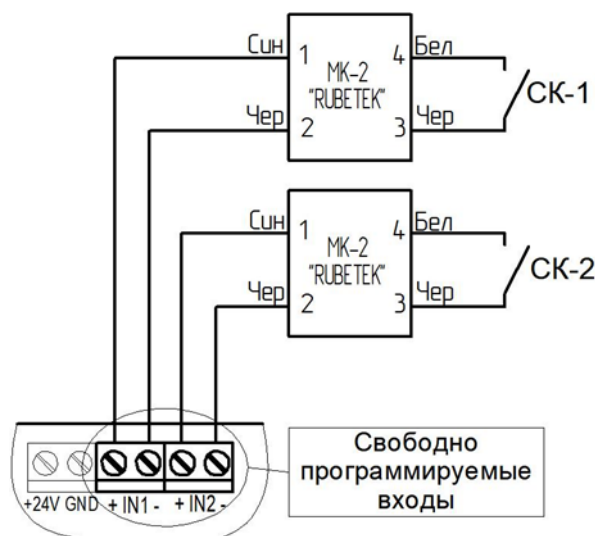 Син 1 МК-2 4 Бел
"RUBETEK"
Чер 2 3 Чер
СК-1
Син 1 МК-2 4 Бел
"RUBETEK"
Чер 2 3 Чер
СК-2
Свободно
программируемые
входы
+24V GND + IN1 - + IN2 -